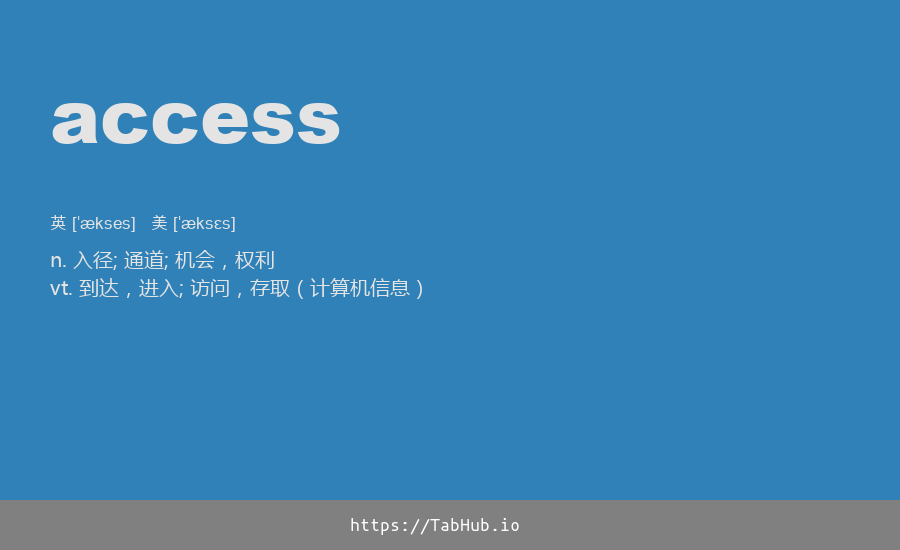 access
英 [ˈækses] 美 [ˈæksɛs]
n. 入径; 通道; 机会，权利
vt. 到达，进入; 访问，存取（计算机信息）
https://TabHub.io